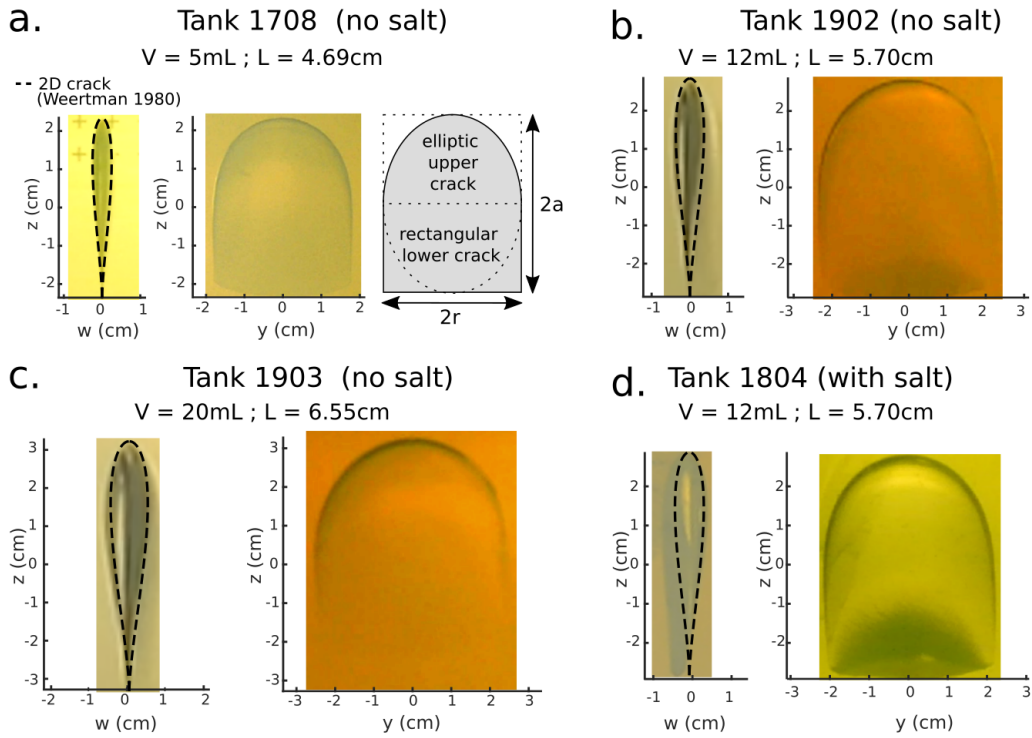 a.
Tank 1708 (no salt)
V = 5mL ; L = 4.69cm
2D crack
(Weertman 1980)
z (cm)
2
1
0
-1
-2
-1 0 1
w (cm)
z (cm)
2
1
0
-1
-2
-2 -1 0 1 2
y (cm)
elliptic
upper
crack
rectangular
lower crack
2a
2r
b.
Tank 1902 (no salt)
V = 12mL ; L = 5.70cm
z (cm)
2
1
0
-1
-2
-1 0 1
w (cm)
z (cm)
2
1
0
-1
-2
-3 -2 -1 0 1 2 3
y (cm)
c.
Tank 1903 (no salt)
V = 20mL ; L = 6.55cm
z (cm)
3
2
1
0
-1
-2
-3
-2 -1 0 1 2
w (cm)
z (cm)
3
2
1
0
-1
-2
-3
-3 -2 -1 0 1 2 3
y (cm)
d.
Tank 1804 (with salt)
V = 12mL ; L = 5.70cm
z (cm)
2
1
0
-1
-2
-1 0 1
w (cm)
z (cm)
2
1
0
-1
-2
-3 -2 -1 0 1 2 3
y (cm)